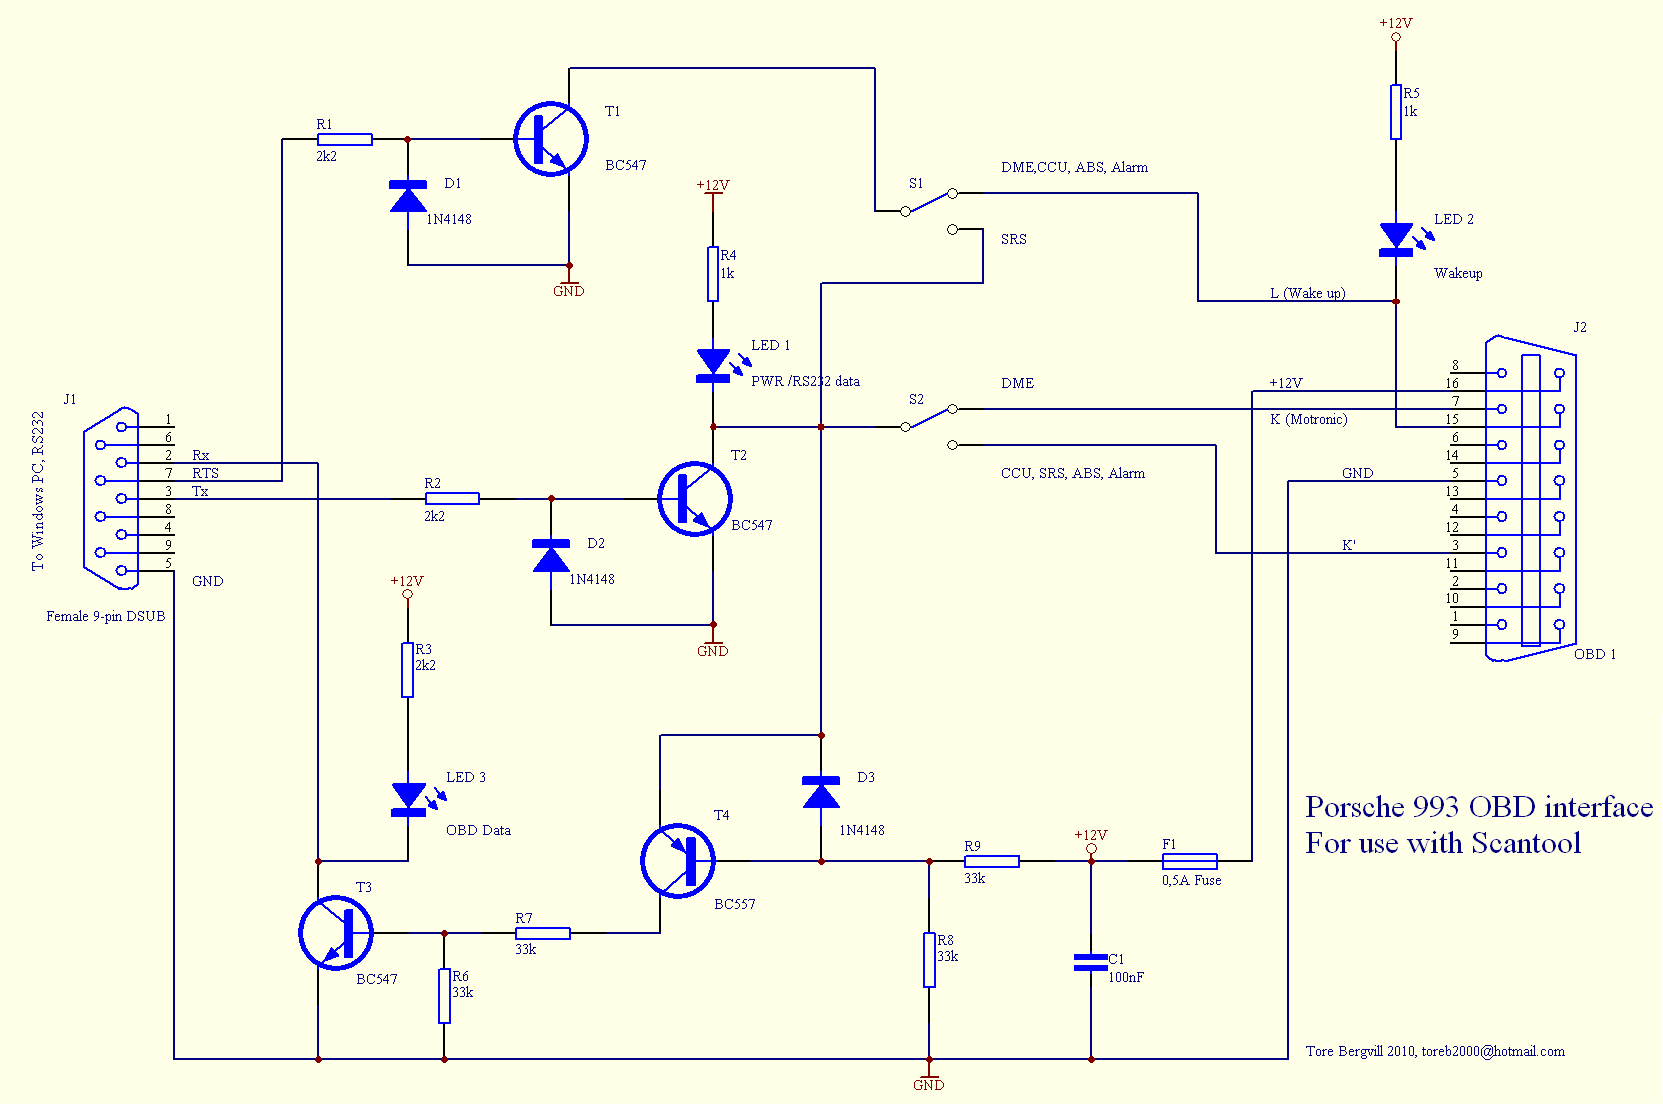 +12V
R5
1k
T1
BC547
R1
2k2
D1
1N4148
GND
+12V
R4
1k
S1
DME,CCU, ABS, Alarm
SRS
LED 2
Wakeup
L (Wake up)
J2
LED 1
PWR /RS232 data
S2
DME
+12V
K (Motronic)
CCU, SRS, ABS, Alarm
GND
K'
8
16
7
15
6
14
5
13
4
12
3
11
2
10
1
9
OBD 1
J1
To Windows PC, RS232
1
6
2
7
3
8
4
9
5
Rx
RTS
Tx
GND
Female 9-pin DSUB
R2
2k2
T2
BC547
D2
1N4148
GND
+12V
R3
2k2
LED 3
OBD Data
D3
1N4148
T4
BC557
T3
BC547
R7
33k
R6
33k
R9
33k
R8
33k
+12V
C1
100nF
F1
0,5A Fuse
GND
Porsche 993 OBD interface
For use with Scantool
Tore Bergvill 2010, toreb2000@hotmail.com